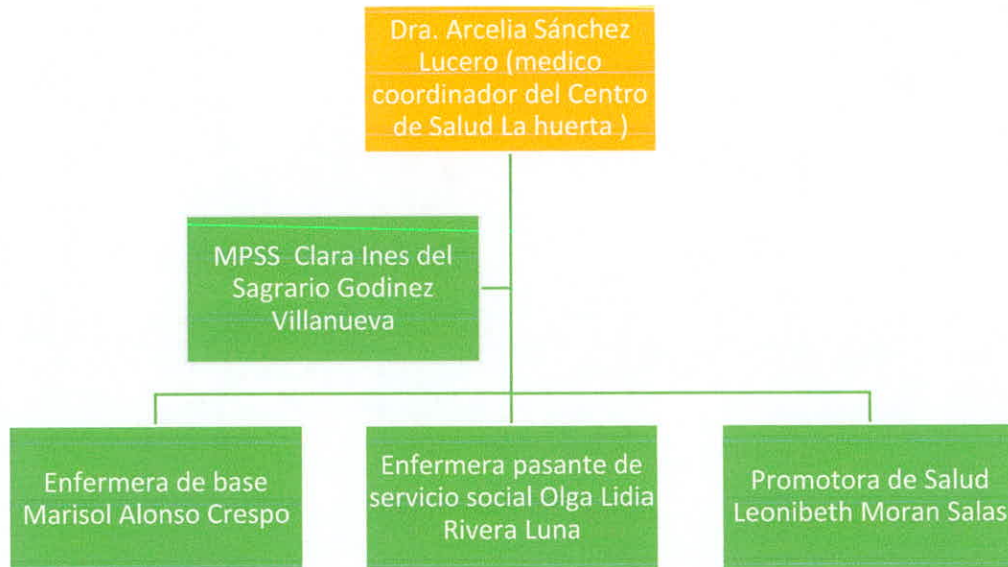 Dra. Arcelia Sánchez
Lucero (medico
coordinador del Centro
de Salud La huerta )
MPSS  Clara Ines del
Sagrario Godinez
Villanueva
Enfermera de base
Marisol Alonso Crespo
Enfermera pasante de
servicio social Olga Lidia
Rivera Luna
Promotora de Salud
Leonibeth Moran Salas